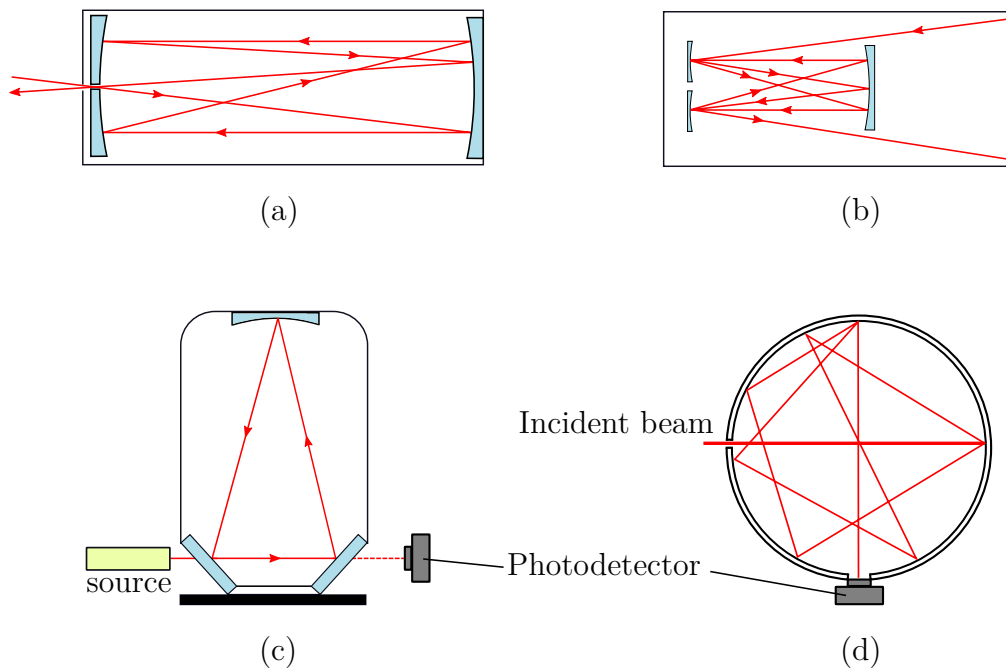 (a)
(b)
Incident beam
source
Photodetector
(c)
(d)